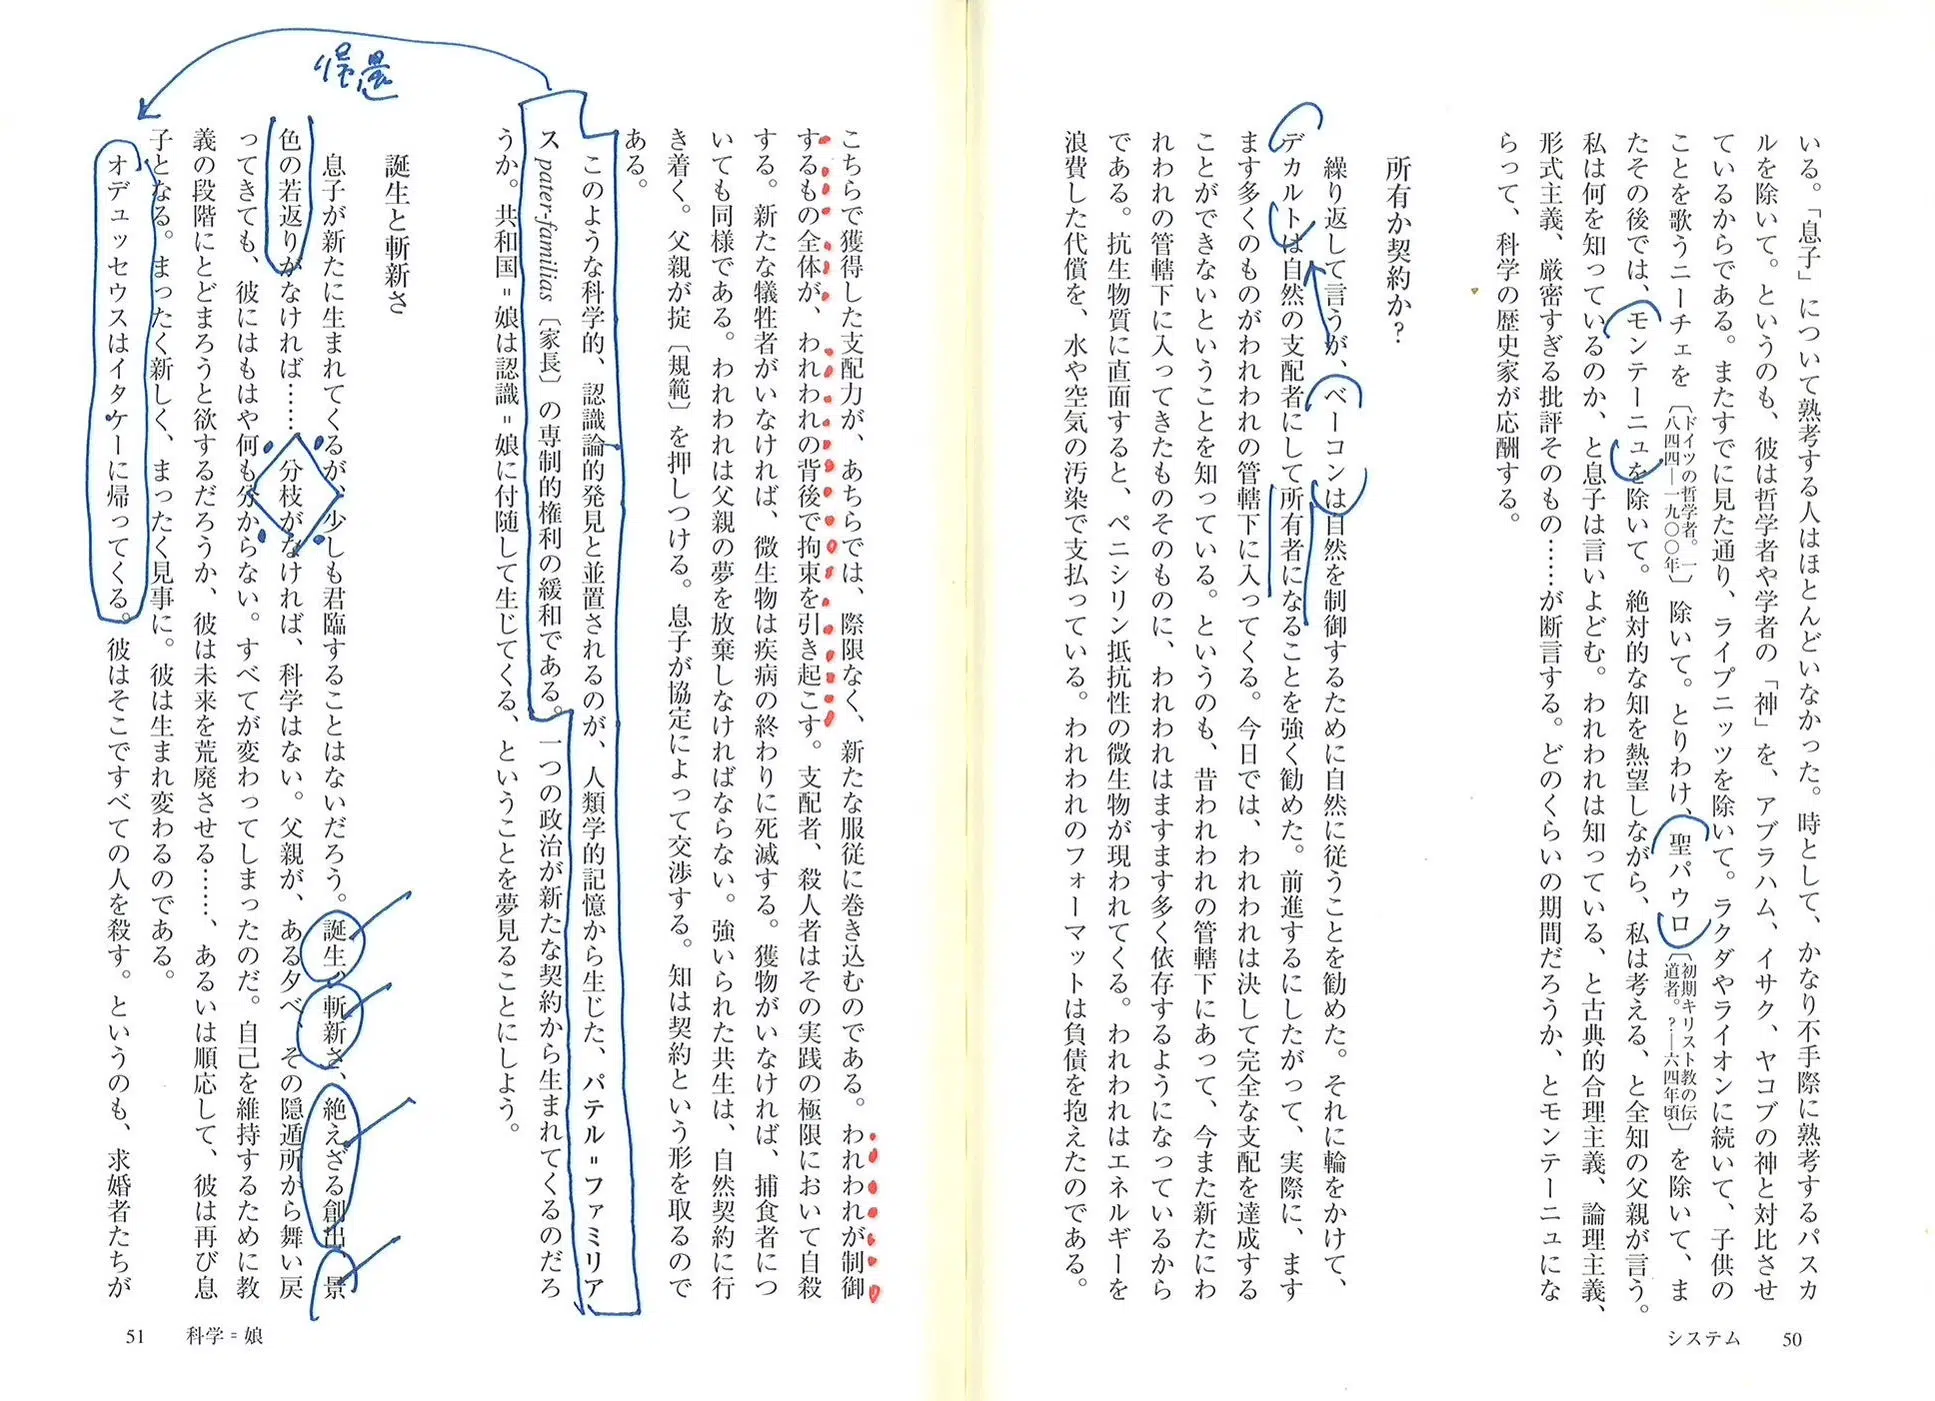 いる。「息子」について熟考する人はほとんどいなかった。時として、かなり不手際に熟考するパスカ
ルを除いて。というのも、彼は哲学者や学者の「神」を、アブラハム、イサク、ヤコブの神と対比させ
ているからである。またすでに見た通り、ライプニッツを除いて。ラクダやライオンに続いて、子供の
ことを歌うニーチェを〔ドイツの哲学者。一八四四―一九〇〇年〕除いて。とりわけ、聖パウロ〔初期キリスト教の伝道者。?―六四年頃〕を除いて、ま
たその後では、モンテーニュを除いて。絶対的な知を熱望しながら、私は考える、と全知の父親が言う。
私は何を知っているのか、と息子は言いよどむ。われわれは知っている、と古典的合理主義、論理主義、
形式主義、厳密すぎる批評そのもの……が断言する。どのくらいの期間だろうか、とモンテーニュにな
らって、科学の歴史家が応酬する。
所有か契約か?
繰り返して言うが、ベーコンは自然を制御するために自然に従うことを勧めた。それに輪をかけて、
デカルトは自然の支配者にして所有者になることを強く勧めた。前進するにしたがって、実際に、ます
ます多くのものがわれわれの管轄下に入ってくる。今日では、われわれは決して完全な支配を達成する
ことができないということを知っている。というのも、昔われわれの管轄下にあって、今また新たにわ
れわれの管轄下に入ってきたものそのものに、われわれはますます多く依存するようになっているから
である。抗生物質に直面すると、ペニシリン抵抗性の微生物が現われてくる。われわれはエネルギーを
浪費した代償を、水や空気の汚染で支払っている。われわれのフォーマットは負債を抱えたのである。
システム 50
こちらで獲得した支配力が、あちらでは、際限なく、新たな服従に巻き込むのである。われわれが制御
するもの全体が、われわれの背後で拘束を引き起こす。支配者、殺人者はその実践の極限において自殺
する。新たな犠牲者がいなければ、微生物は疾病の終わりに死滅する。獲物がいなければ、捕食者につ
いても同様である。われわれは父親の夢を放棄しなければならない。強いられた共生は、自然契約に行
き着く。父親が掟〔規範〕を押しつける。息子が協定によって交渉する。知は契約という形を取るので
ある。
このような科学的、認識論的発見と並置されるのが、人類学的記憶から生じた、パテル=ファミリア
ス pater-familias〔家長〕の専制的権利の緩和である。一つの政治が新たな契約から生まれてくるのだろ
うか。共和国=娘は認識=娘に付随して生じてくる、ということを夢見ることにしよう。
誕生と斬新さ
息子が新たに生まれてくるが、少しも君臨することはないだろう。誕生、斬新さ、絶えざる創出、景
色の若返りがなければ……、分枝がなければ、科学はない。父親が、ある夕べ、その隠遁所から舞い戻
ってきても、彼にはもはや何も分からない。すべてが変わってしまったのだ。自己を維持するために教
義の段階にとどまろうと欲するだろうか、彼は未来を荒廃させる……、あるいは順応して、彼は再び息
子となる。まったく新しく、まったく見事に。彼は生まれ変わるのである。
オデュッセウスはイタケーに帰ってくる。彼はそこですべての人を殺す。というのも、求婚者たちが
51 科学=娘
帰還